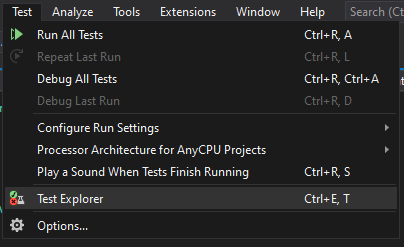 Test Analyze Tools Extensions Window Help Search (Ct
Run All Tests Ctrl+R, A
Repeat Last Run Ctrl+R, L
Debug All Tests Ctrl+R, Ctrl+A
Debug Last Run Ctrl+R, D
Configure Run Settings
Processor Architecture for AnyCPU Projects
Play a Sound When Tests Finish Running Ctrl+R, S
Test Explorer Ctrl+E, T
Options...